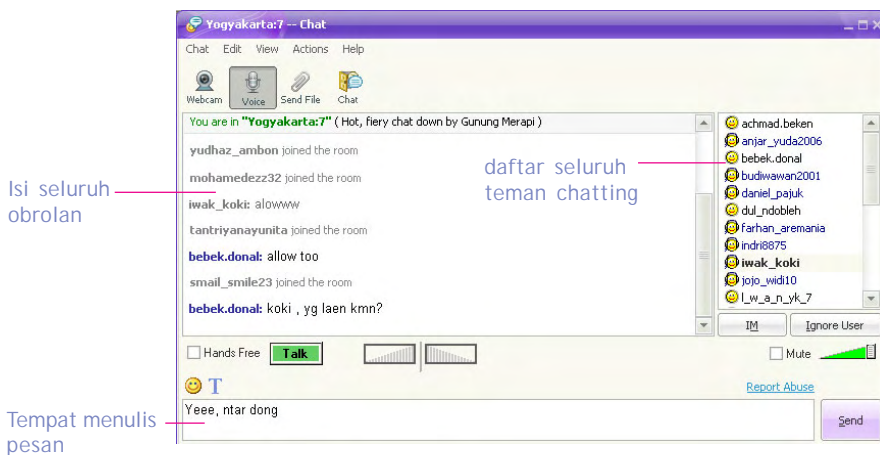 Yogyakarta:7 -- Chat
Chat Edit View Actions Help
Webcam Voice Send File Chat
You are in "Yogyakarta:7" ( Hot, fiery chat down by Gunung Merapi )
yudhaz_ambon joined the room
mohamedezz32 joined the room
iwak_koki: alowww
tantriyanayunita joined the room
bebek.donal: allow too
smail_smile23 joined the room
bebek.donal: koki , yg laen kmn?
Isi seluruh
obrolan
daftar seluruh
teman chatting
achmad.beken
anjar_yuda2006
bebek.donal
budiwawan2001
daniel_pajuk
dul_ndobleh
farhan_aremania
indri8875
iwak_koki
jojo_widi10
l_w_a_n_yk_7
IM Ignore User
Hands Free Talk Mute
T
Report Abuse
Yeee, ntar dong
Send
Tempat menulis
pesan